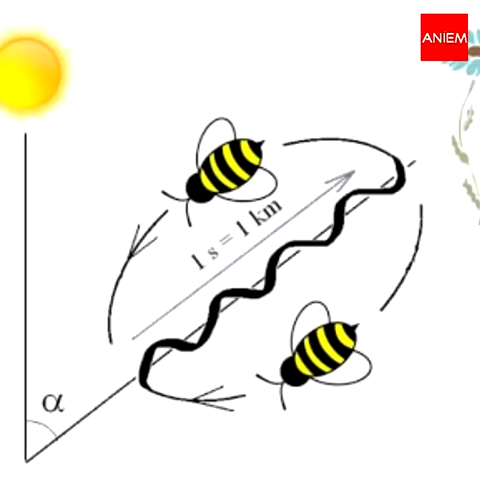 ANIEM
1 s = 1 km
α